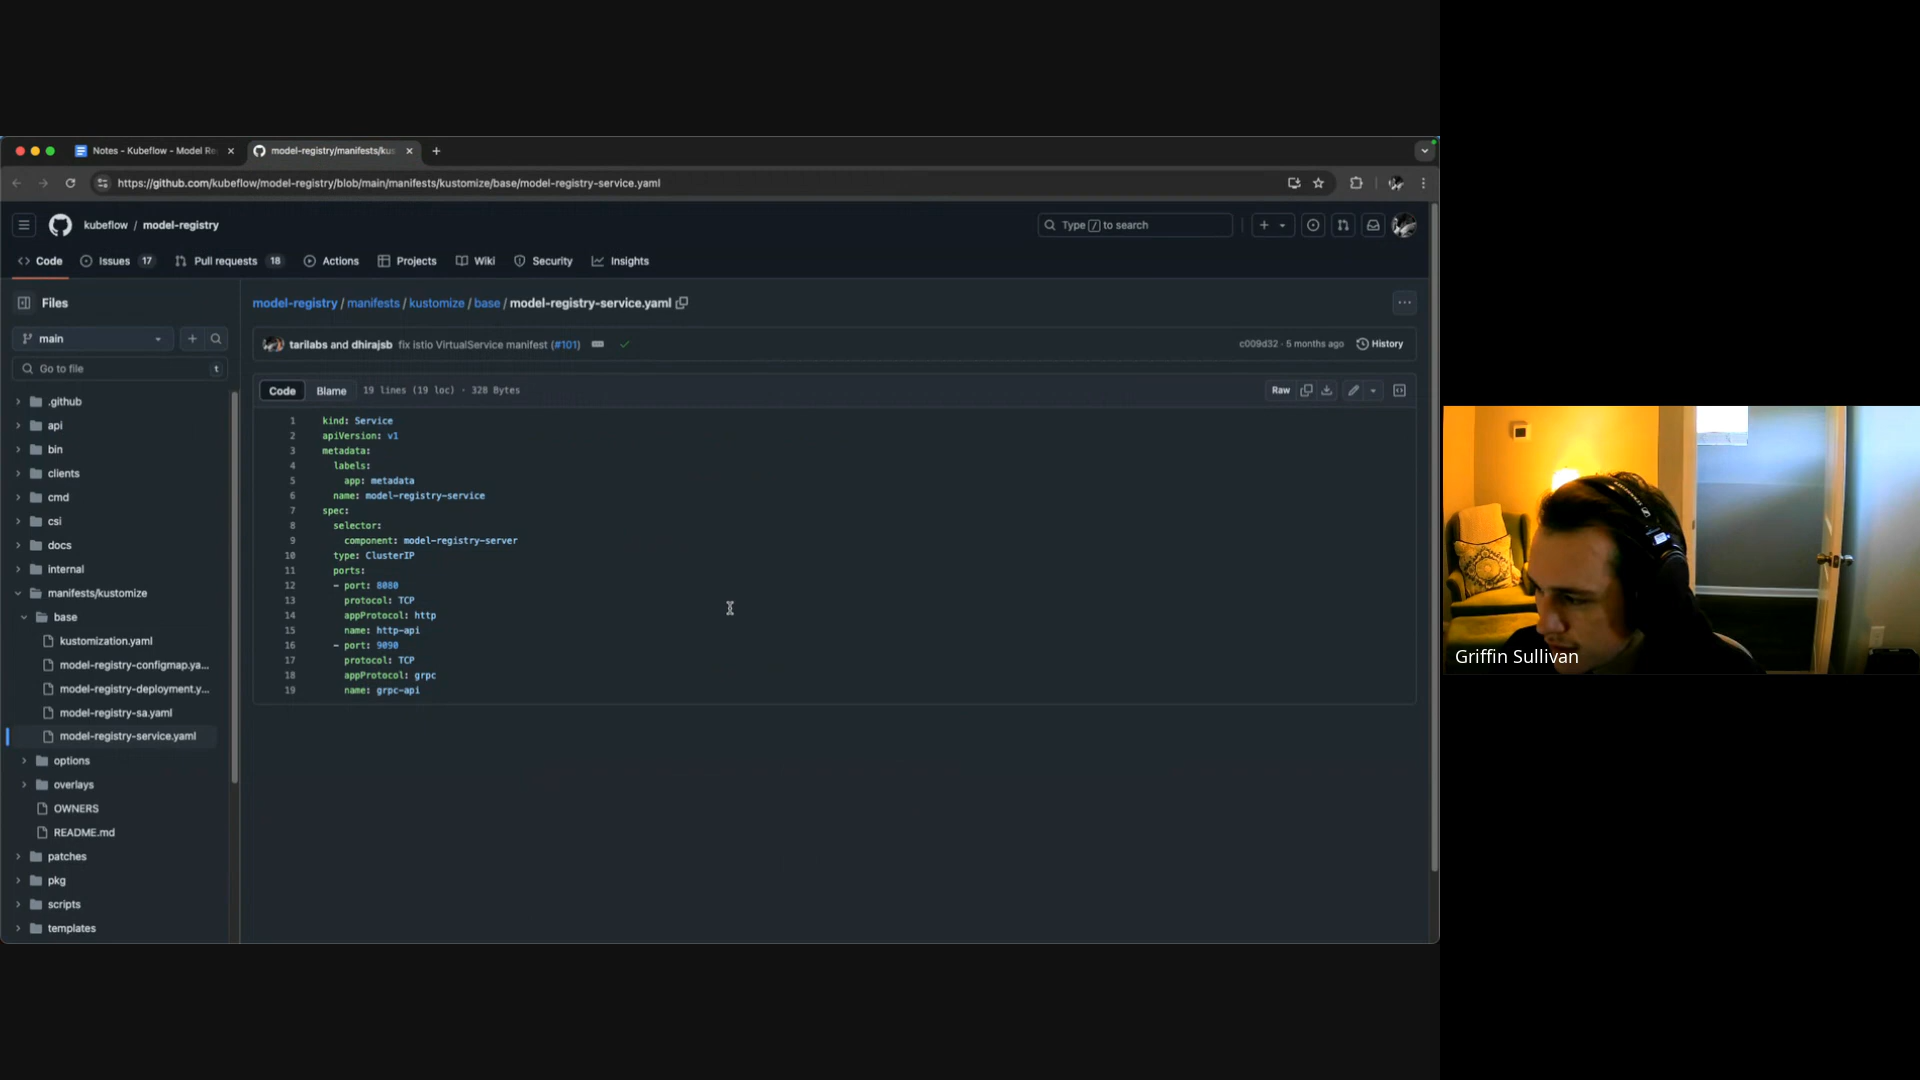 Notes - Kubeflow - Model Re
model-registry/manifests/kus
https://github.com/kubeflow/model-registry/blob/main/manifests/kustomize/base/model-registry-service.yaml
kubeflow / model-registry
Type / to search
Code
Issues 17
Pull requests 18
Actions
Projects
Wiki
Security
Insights
Files
main
Go to file
t
.github
api
bin
clients
cmd
csi
docs
internal
manifests/kustomize
base
kustomization.yaml
model-registry-configmap.ya...
model-registry-deployment.y...
model-registry-sa.yaml
model-registry-service.yaml
options
overlays
OWNERS
README.md
patches
pkg
scripts
templates
model-registry / manifests / kustomize / base / model-registry-service.yaml
tarilabs and dhirajsb fix istio VirtualService manifest (#101)
c009d32 · 5 months ago
History
Code
Blame
19 lines (19 loc) · 328 Bytes
Raw
1 kind: Service
2 apiVersion: v1
3 metadata:
4 labels:
5 app: metadata
6 name: model-registry-service
7 spec:
8 selector:
9 component: model-registry-server
10 type: ClusterIP
11 ports:
12 - port: 8080
13 protocol: TCP
14 appProtocol: http
15 name: http-api
16 - port: 9090
17 protocol: TCP
18 appProtocol: grpc
19 name: grpc-api
Griffin Sullivan